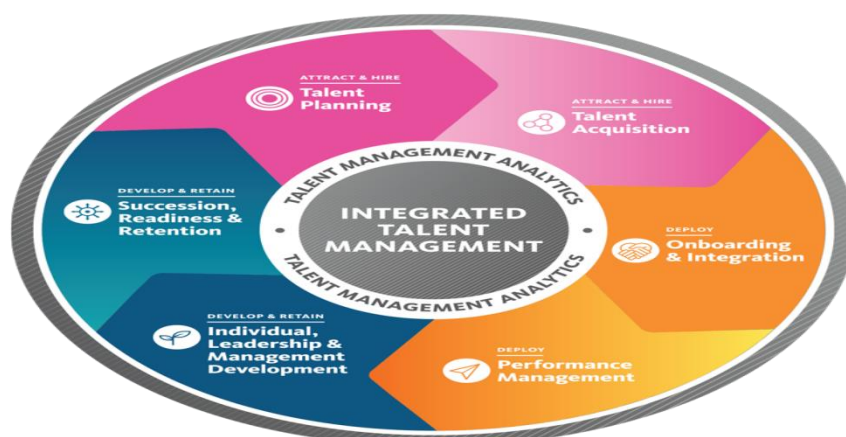 ATTRACT & HIRE
Talent
Planning
ATTRACT & HIRE
Talent
Acquisition
DEPLOY
Onboarding
& Integration
DEPLOY
Performance
Management
DEVELOP & RETAIN
Individual,
Leadership &
Management
Development
DEVELOP & RETAIN
Succession,
Readiness &
Retention
TALENT MANAGEMENT ANALYTICS
INTEGRATED
TALENT
MANAGEMENT
TALENT MANAGEMENT ANALYTICS